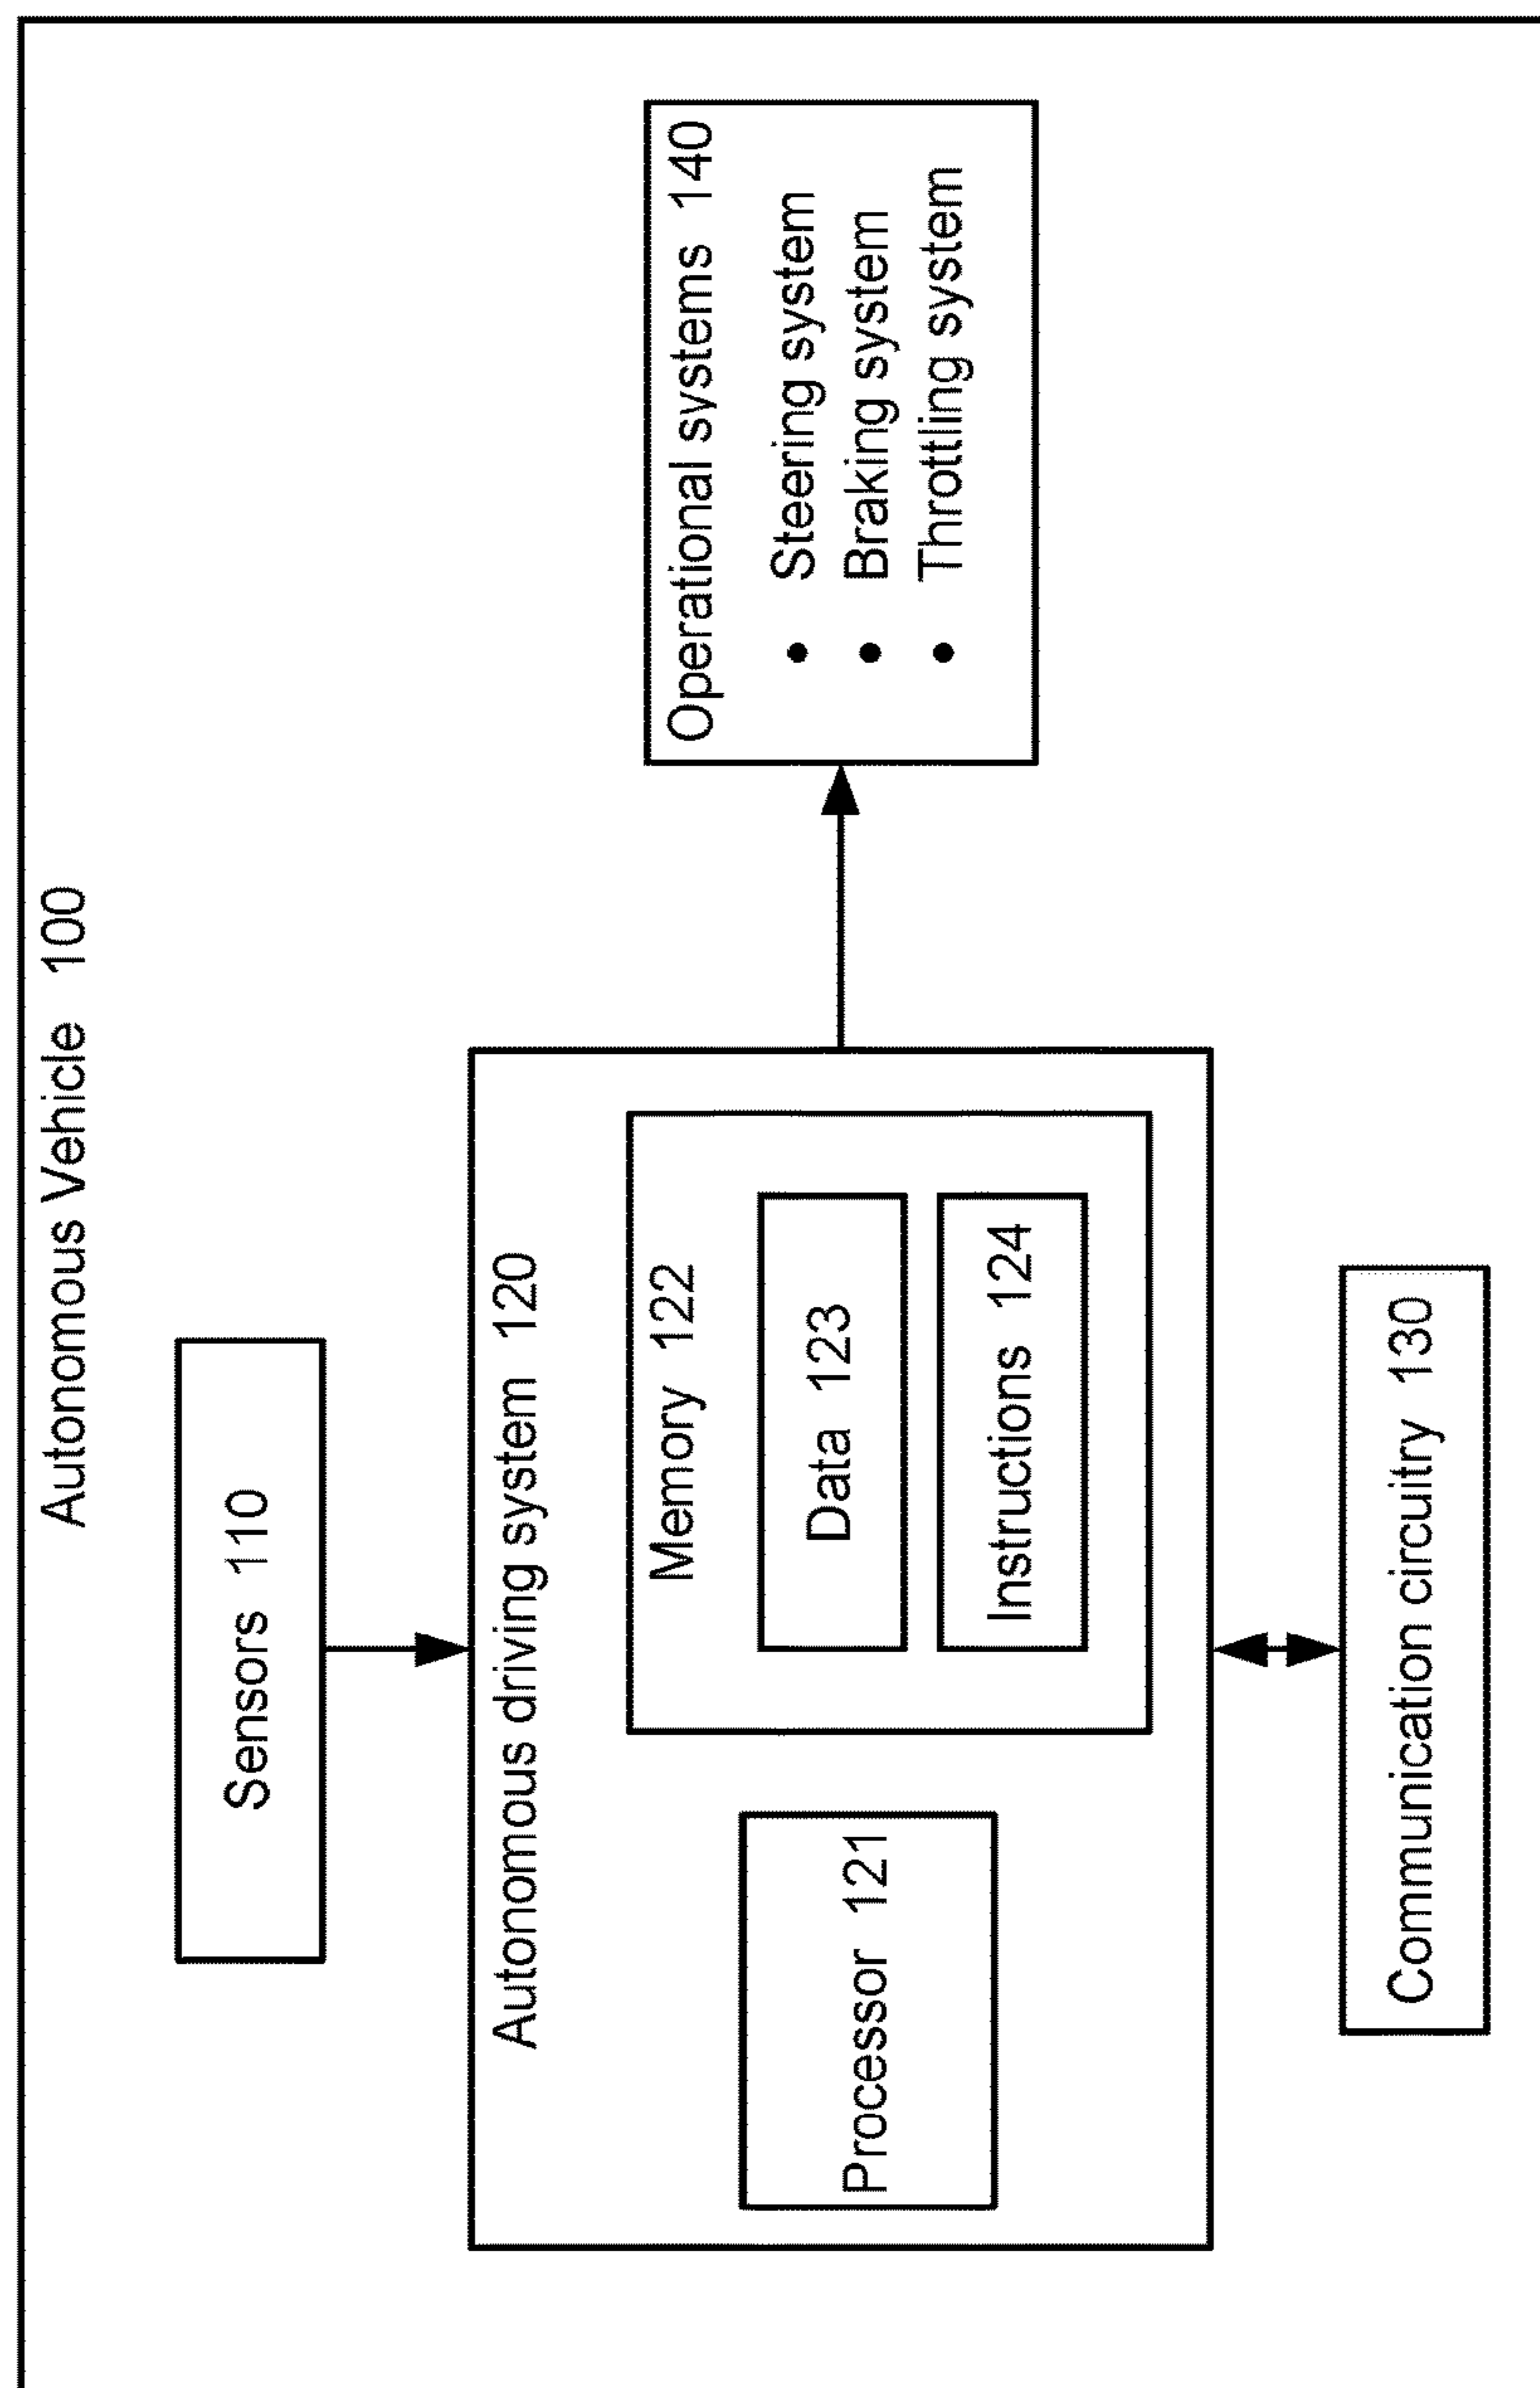 Autonomous Vehicle 100
Sensors 110
Autonomous driving system 120
Processor 121
Memory 122
Data 123
Instructions 124
Operational systems 140
• Steering system
• Braking system
• Throttling system
Communication circuitry 130